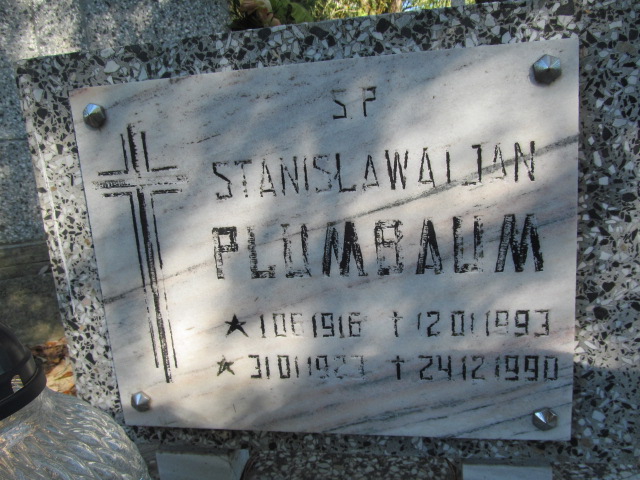 SP
STANISŁAWA I JAN
PLUMBAUM
★ 1 06 1916 † 12 01 1993
★ 31 01 1923 † 24 12 1990